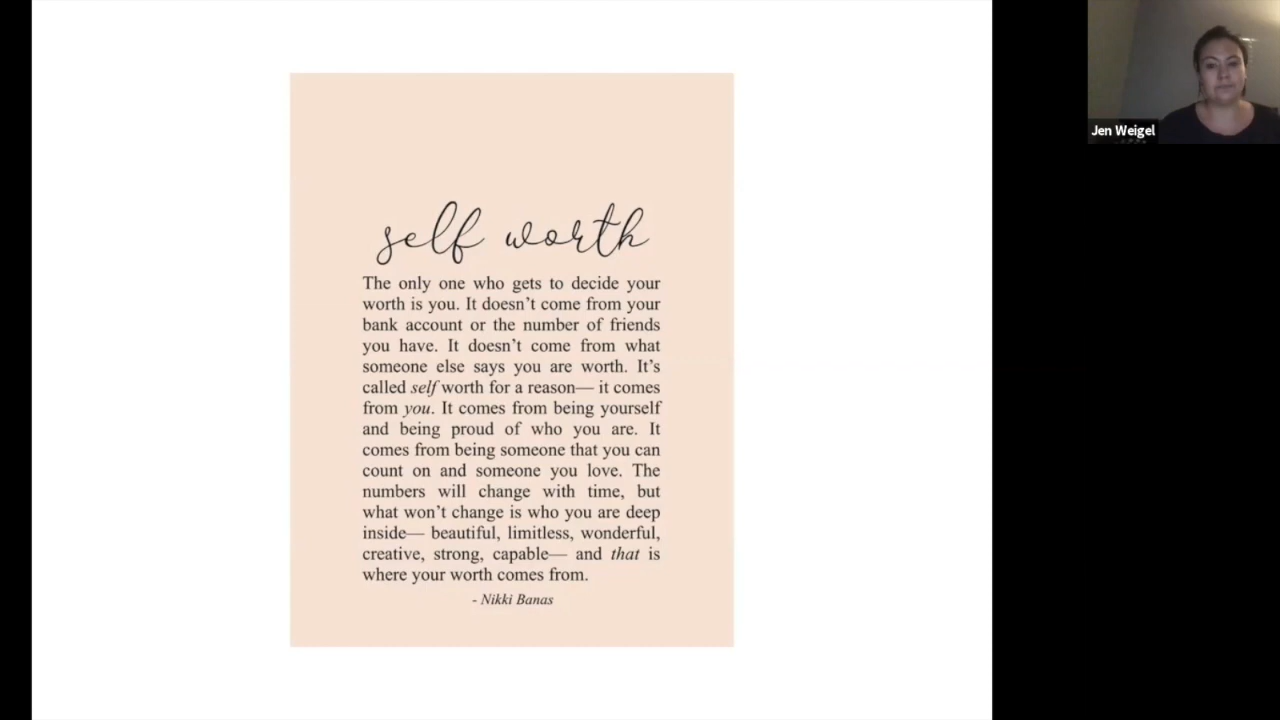 self worth
The only one who gets to decide your
worth is you. It doesn’t come from your
bank account or the number of friends
you have. It doesn’t come from what
someone else says you are worth. It’s
called self worth for a reason— it comes
from you. It comes from being yourself
and being proud of who you are. It
comes from being someone that you can
count on and someone you love. The
numbers will change with time, but
what won’t change is who you are deep
inside— beautiful, limitless, wonderful,
creative, strong, capable— and that is
where your worth comes from.
- Nikki Banas
Jen Weigel